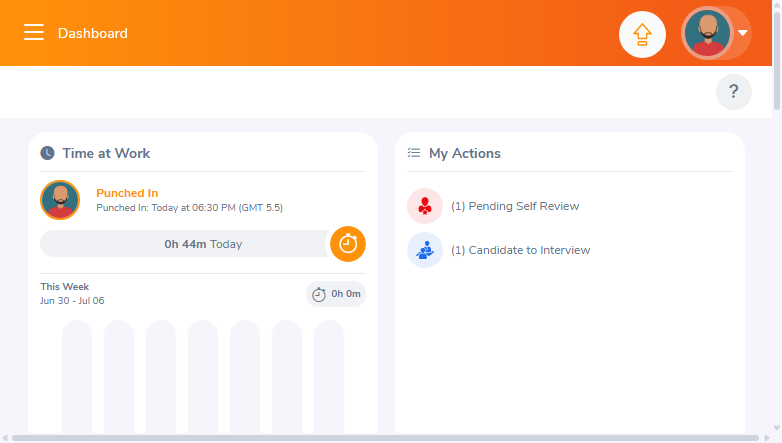 Dashboard
?
Time at Work
Punched In
Punched In: Today at 06:30 PM (GMT 5.5)
0h 44m Today
This Week
Jun 30 - Jul 06
0h 0m
My Actions
(1) Pending Self Review
(1) Candidate to Interview